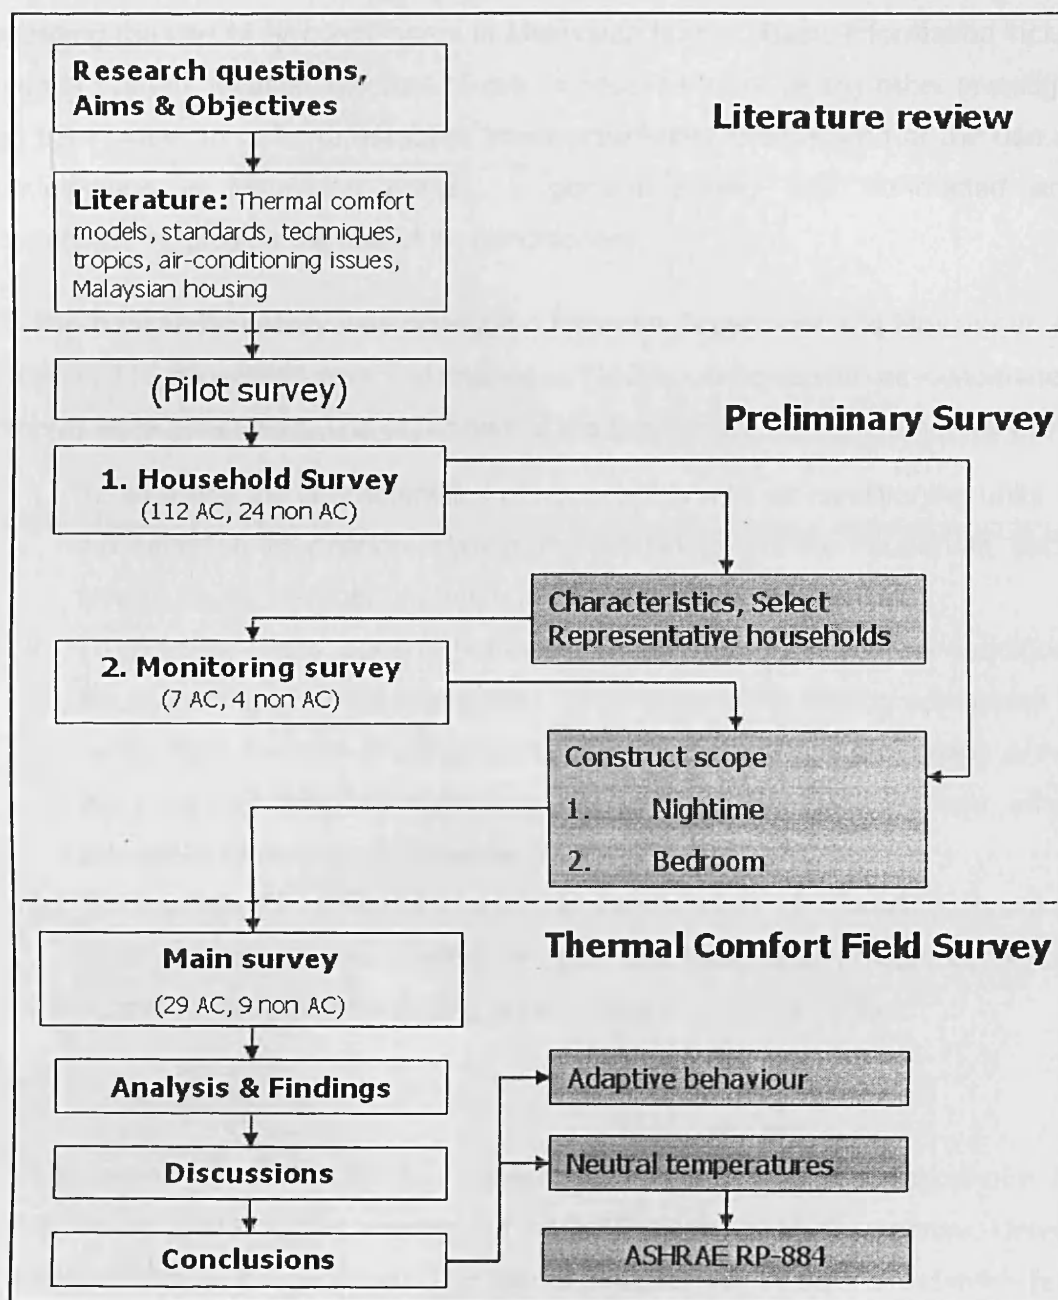 Research questions,
Aims & Objectives
Literature review
Literature: Thermal comfort
models, standards, techniques,
tropics, air-conditioning issues,
Malaysian housing
(Pilot survey)
Preliminary Survey
1. Household Survey
(112 AC, 24 non AC)
Characteristics, Select
Representative households
2. Monitoring survey
(7 AC, 4 non AC)
Construct scope
1. Nightime
2. Bedroom
Thermal Comfort Field Survey
Main survey
(29 AC, 9 non AC)
Analysis & Findings
Adaptive behaviour
Discussions
Neutral temperatures
Conclusions
ASHRAE RP-884